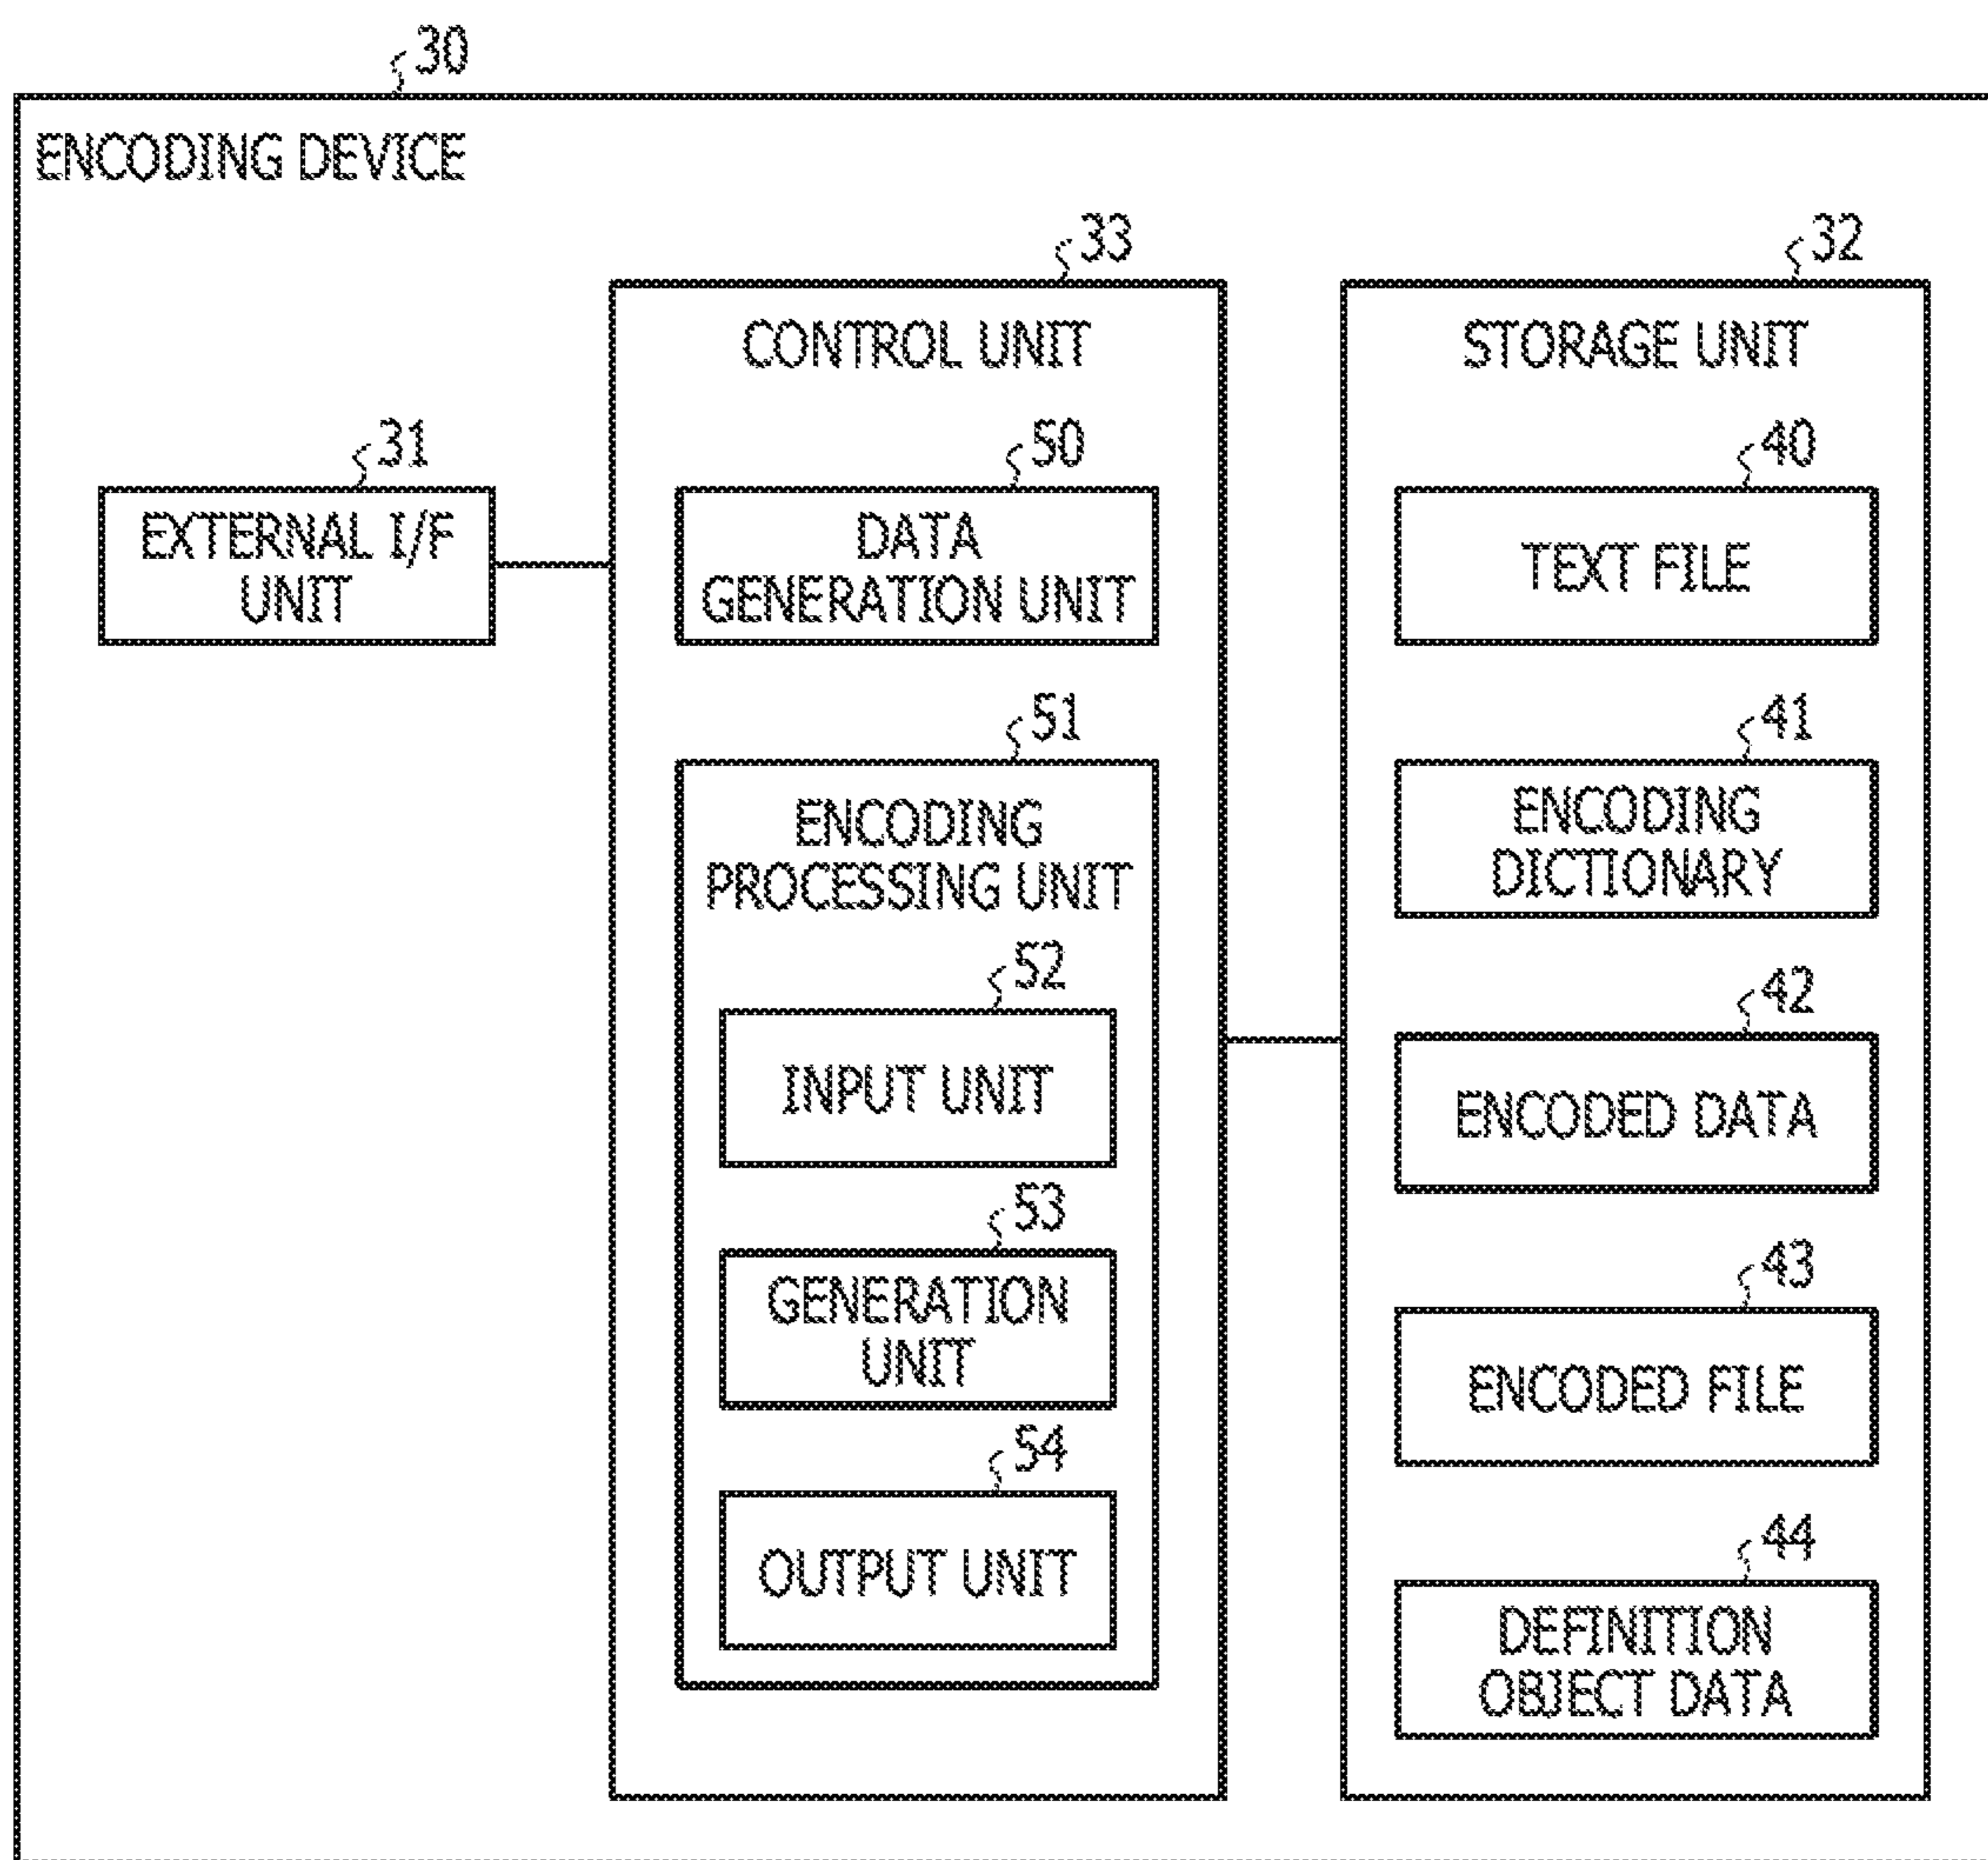 30
ENCODING DEVICE
33
CONTROL UNIT
32
STORAGE UNIT
31
EXTERNAL I/F
UNIT
50
DATA
GENERATION UNIT
40
TEXT FILE
51
ENCODING
PROCESSING UNIT
41
ENCODING
DICTIONARY
52
INPUT UNIT
42
ENCODED DATA
53
GENERATION
UNIT
43
ENCODED FILE
54
OUTPUT UNIT
44
DEFINITION
OBJECT DATA